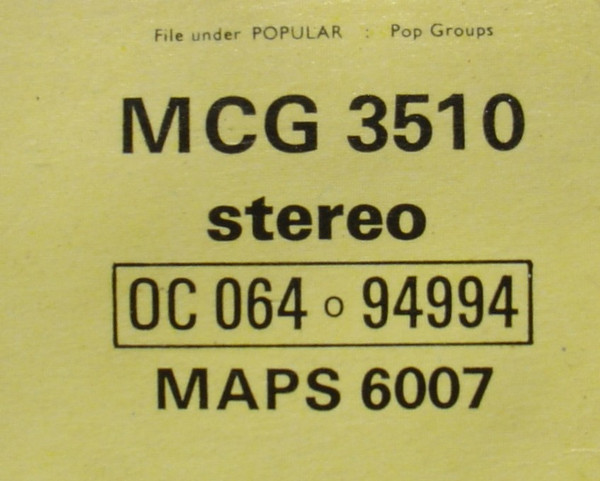 File under POPULAR : Pop Groups
MCG 3510
stereo
OC 064 o 94994
MAPS 6007